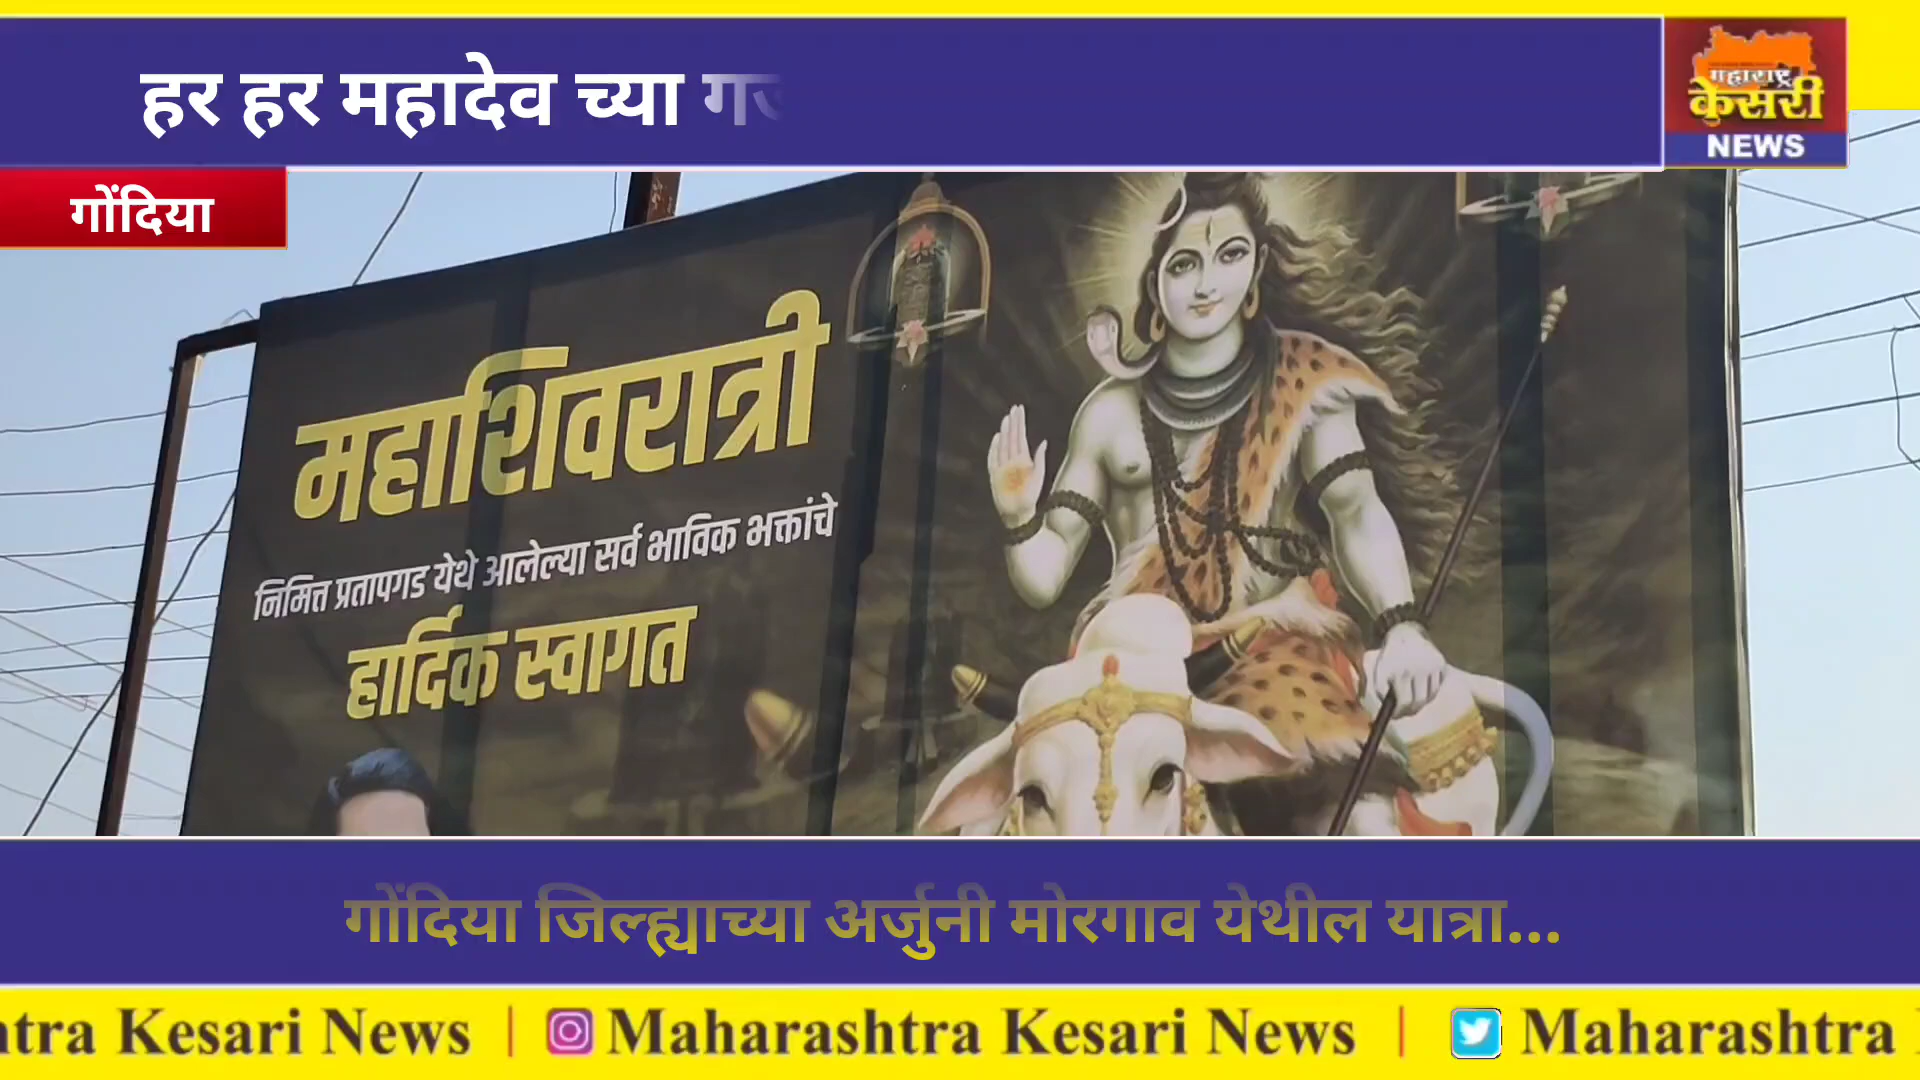 हर हर महादेव च्या
महाराष्ट्र
केसरी
NEWS
गोंदिया
महाशिवरात्री
निमित्त प्रतापगड येथे आलेल्या सर्व भाविक भक्तांचे
हार्दिक स्वागत
गोंदिया जिल्ह्याच्या अर्जुनी मोरगाव येथील यात्रा...
tra Kesari News | Maharashtra Kesari News | Maharashtra